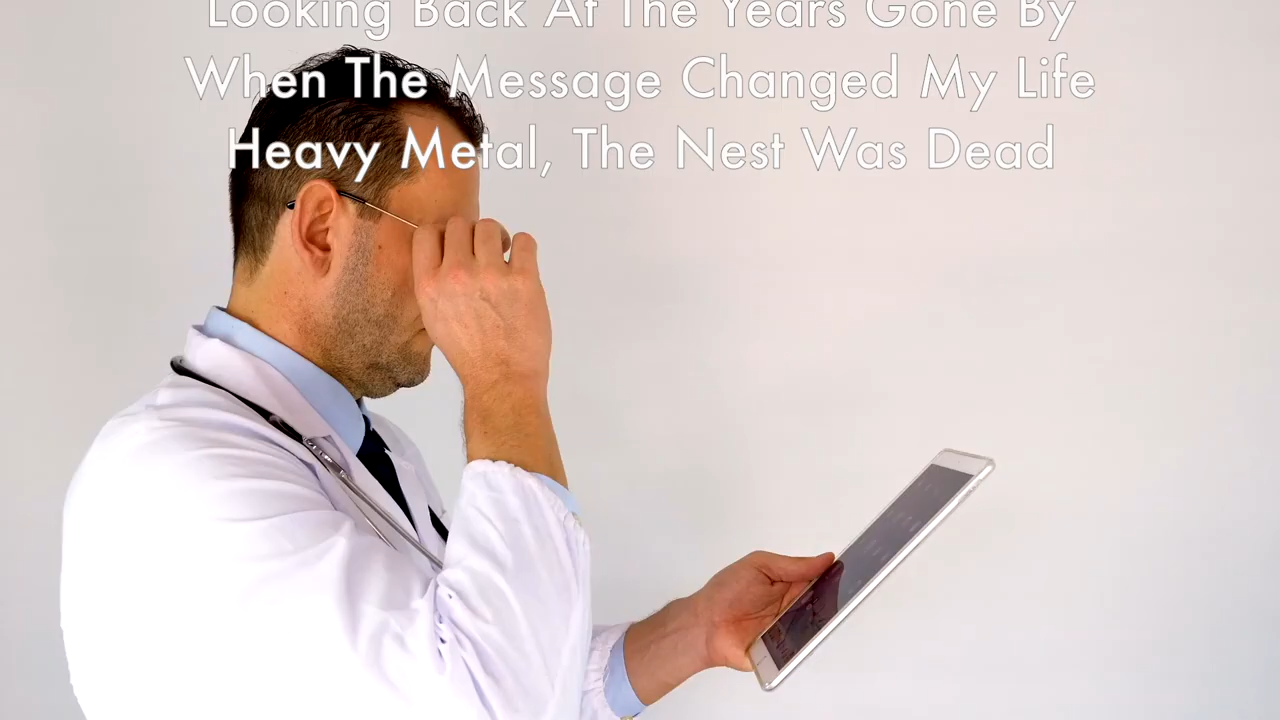 Looking Back At The Years Gone By
When The Message Changed My Life
Heavy Metal, The Nest Was Dead